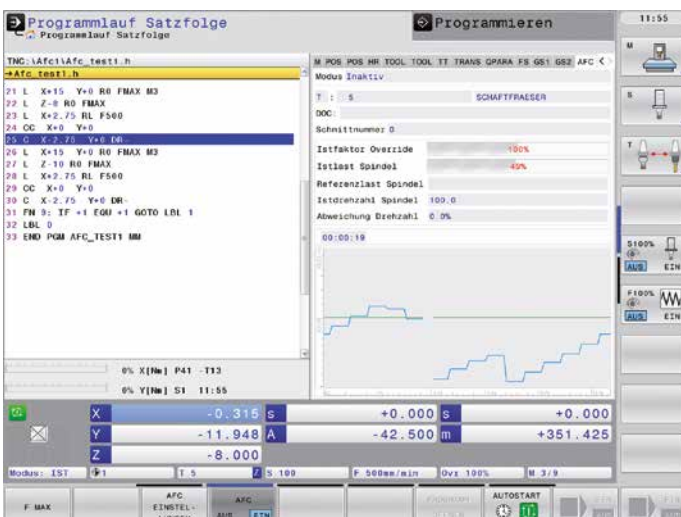 Programmlauf Satzfolge
Programmlauf Satzfolge
Programmieren
11:55
TNC:\Afc1\Afc_test1.h
→Afc_test1.h
21 L X+15 Y+0 R0 FMAX M3
22 L Z-8 R0 FMAX
23 L X+2.75 RL F500
24 CC X+0 Y+0
25 C X-2.75 Y+0 DR-
26 L X+15 Y+0 R0 FMAX M3
27 L Z-10 R0 FMAX
28 L X+2.75 RL F500
29 CC X+0 Y+0
30 C X-2.75 Y+0 DR-
31 FN 9: IF +1 EQU +1 GOTO LBL 1
32 LBL 0
33 END PGM AFC_TEST1 MM
M POS POS HR TOOL TOOL TT TRANS QPARA FS GS1 GS2 AFC
Modus Inaktiv
T : 5 SCHAFTFRAESER
DOC:
Schnittnummer 0
Istfaktor Override 100%
Istlast Spindel 49%
Referenzlast Spindel
Istdrehzahl Spindel 100.0
Abweichung Drehzahl 0.0%
00:00:19
M
S
T
S100%
AUS EIN
F100%
AUS EIN
0% X[Nm] P41 -T13
0% Y[Nm] S1 11:55
X -0.315 S +0.000 S +0.000
Y -11.948 A -42.500 m +351.425
Z -8.000
Modus: IST 1 T 5 Z S 100 F 500mm/min Ovr 100% M 3/9
F MAX
AFC
EINSTEL-
AFC
AUS EIN
AUTOSTART